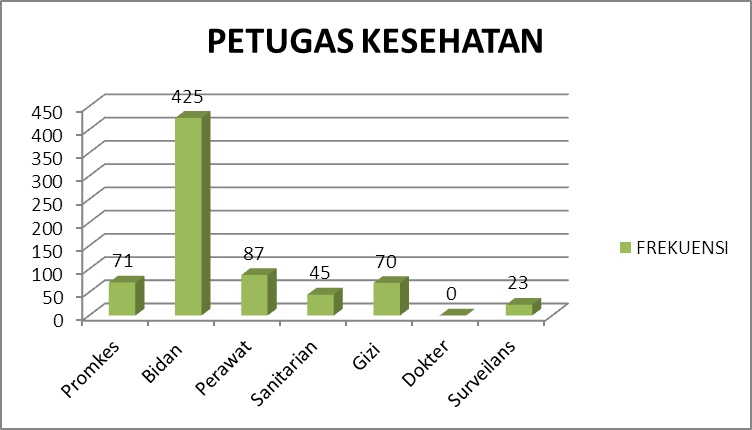 PETUGAS KESEHATAN
450
400
350
300
250
200
150
100
50
0
71
425
87
45
70
0
23
Promkes
Bidan
Perawat
Sanitarian
Gizi
Dokter
Surveilans
FREKUENSI